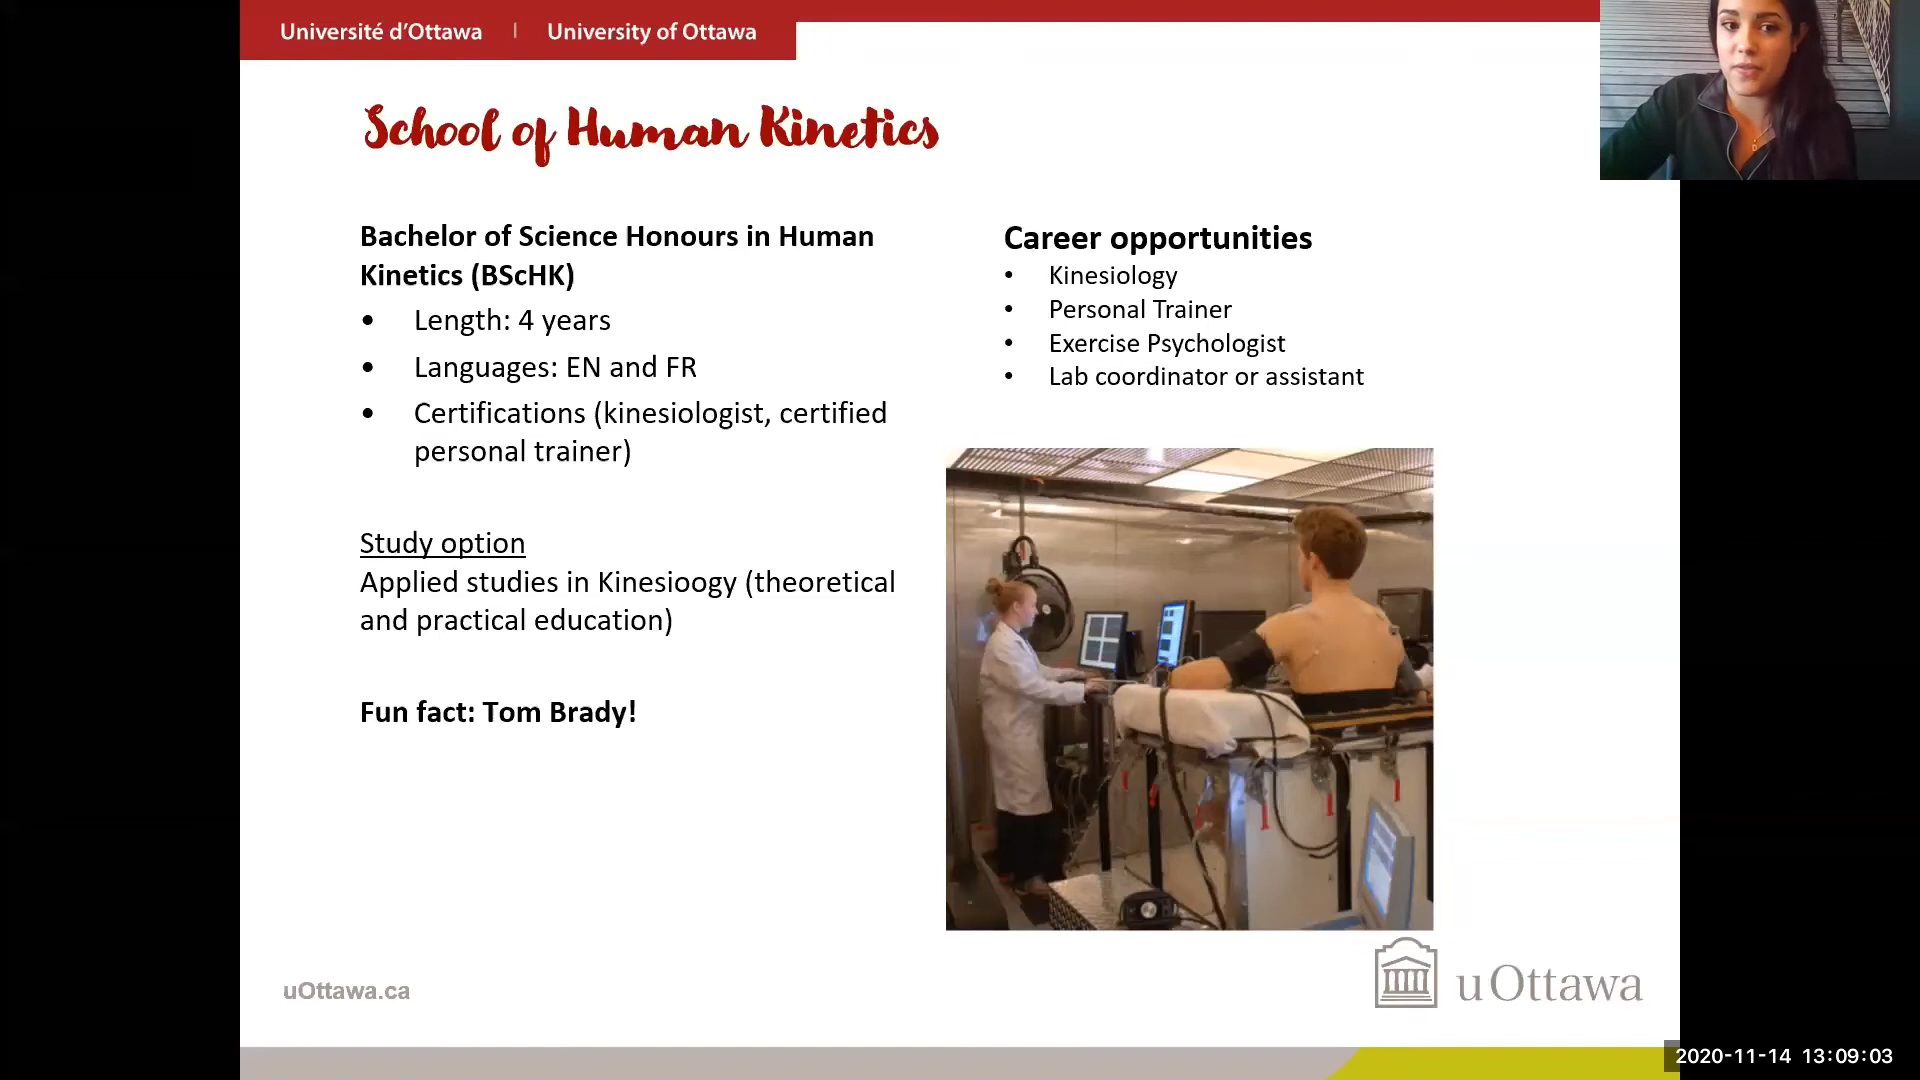 Université d'Ottawa | University of Ottawa
School of Human Kinetics
Bachelor of Science Honours in Human
Kinetics (BScHK)
• Length: 4 years
• Languages: EN and FR
• Certifications (kinesiologist, certified
personal trainer)
Study option
Applied studies in Kinesioogy (theoretical
and practical education)
Fun fact: Tom Brady!
Career opportunities
• Kinesiology
• Personal Trainer
• Exercise Psychologist
• Lab coordinator or assistant
uOttawa.ca
uOttawa
2020-11-14 13:09:03